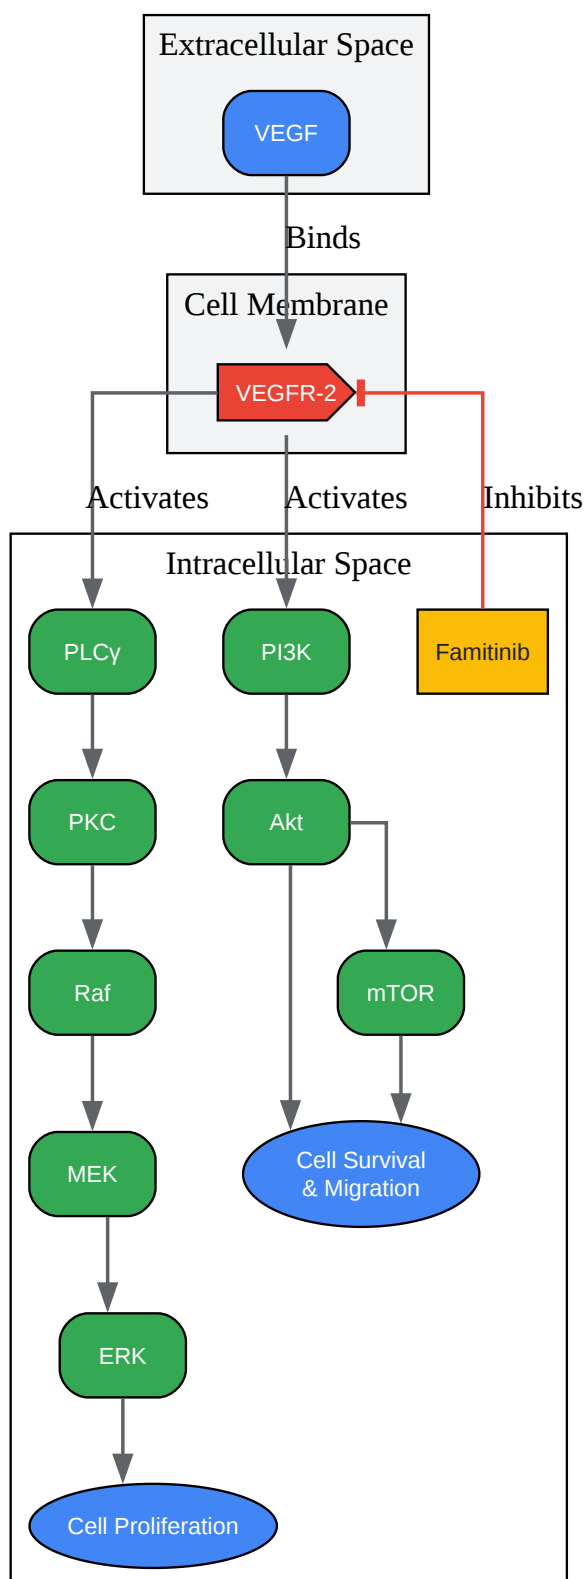 Extracellular Space
VEGF
Binds
Cell Membrane
VEGFR-2
Activates
Activates
Inhibits
Intracellular Space
PLCγ
PI3K
Famitinib
PKC
Akt
Raf
mTOR
MEK
Cell Survival
& Migration
ERK
Cell Proliferation